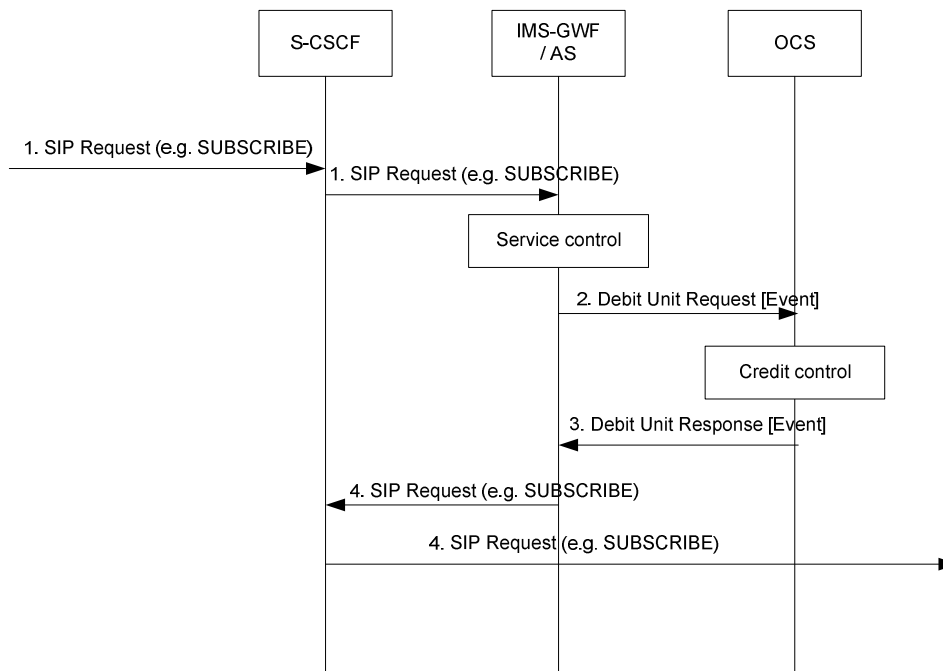 S-CSCF
IMS-GWF
/ AS
OCS
1. SIP Request (e.g. SUBSCRIBE)
1. SIP Request (e.g. SUBSCRIBE)
Service control
2. Debit Unit Request [Event]
Credit control
3. Debit Unit Response [Event]
4. SIP Request (e.g. SUBSCRIBE)
4. SIP Request (e.g. SUBSCRIBE)